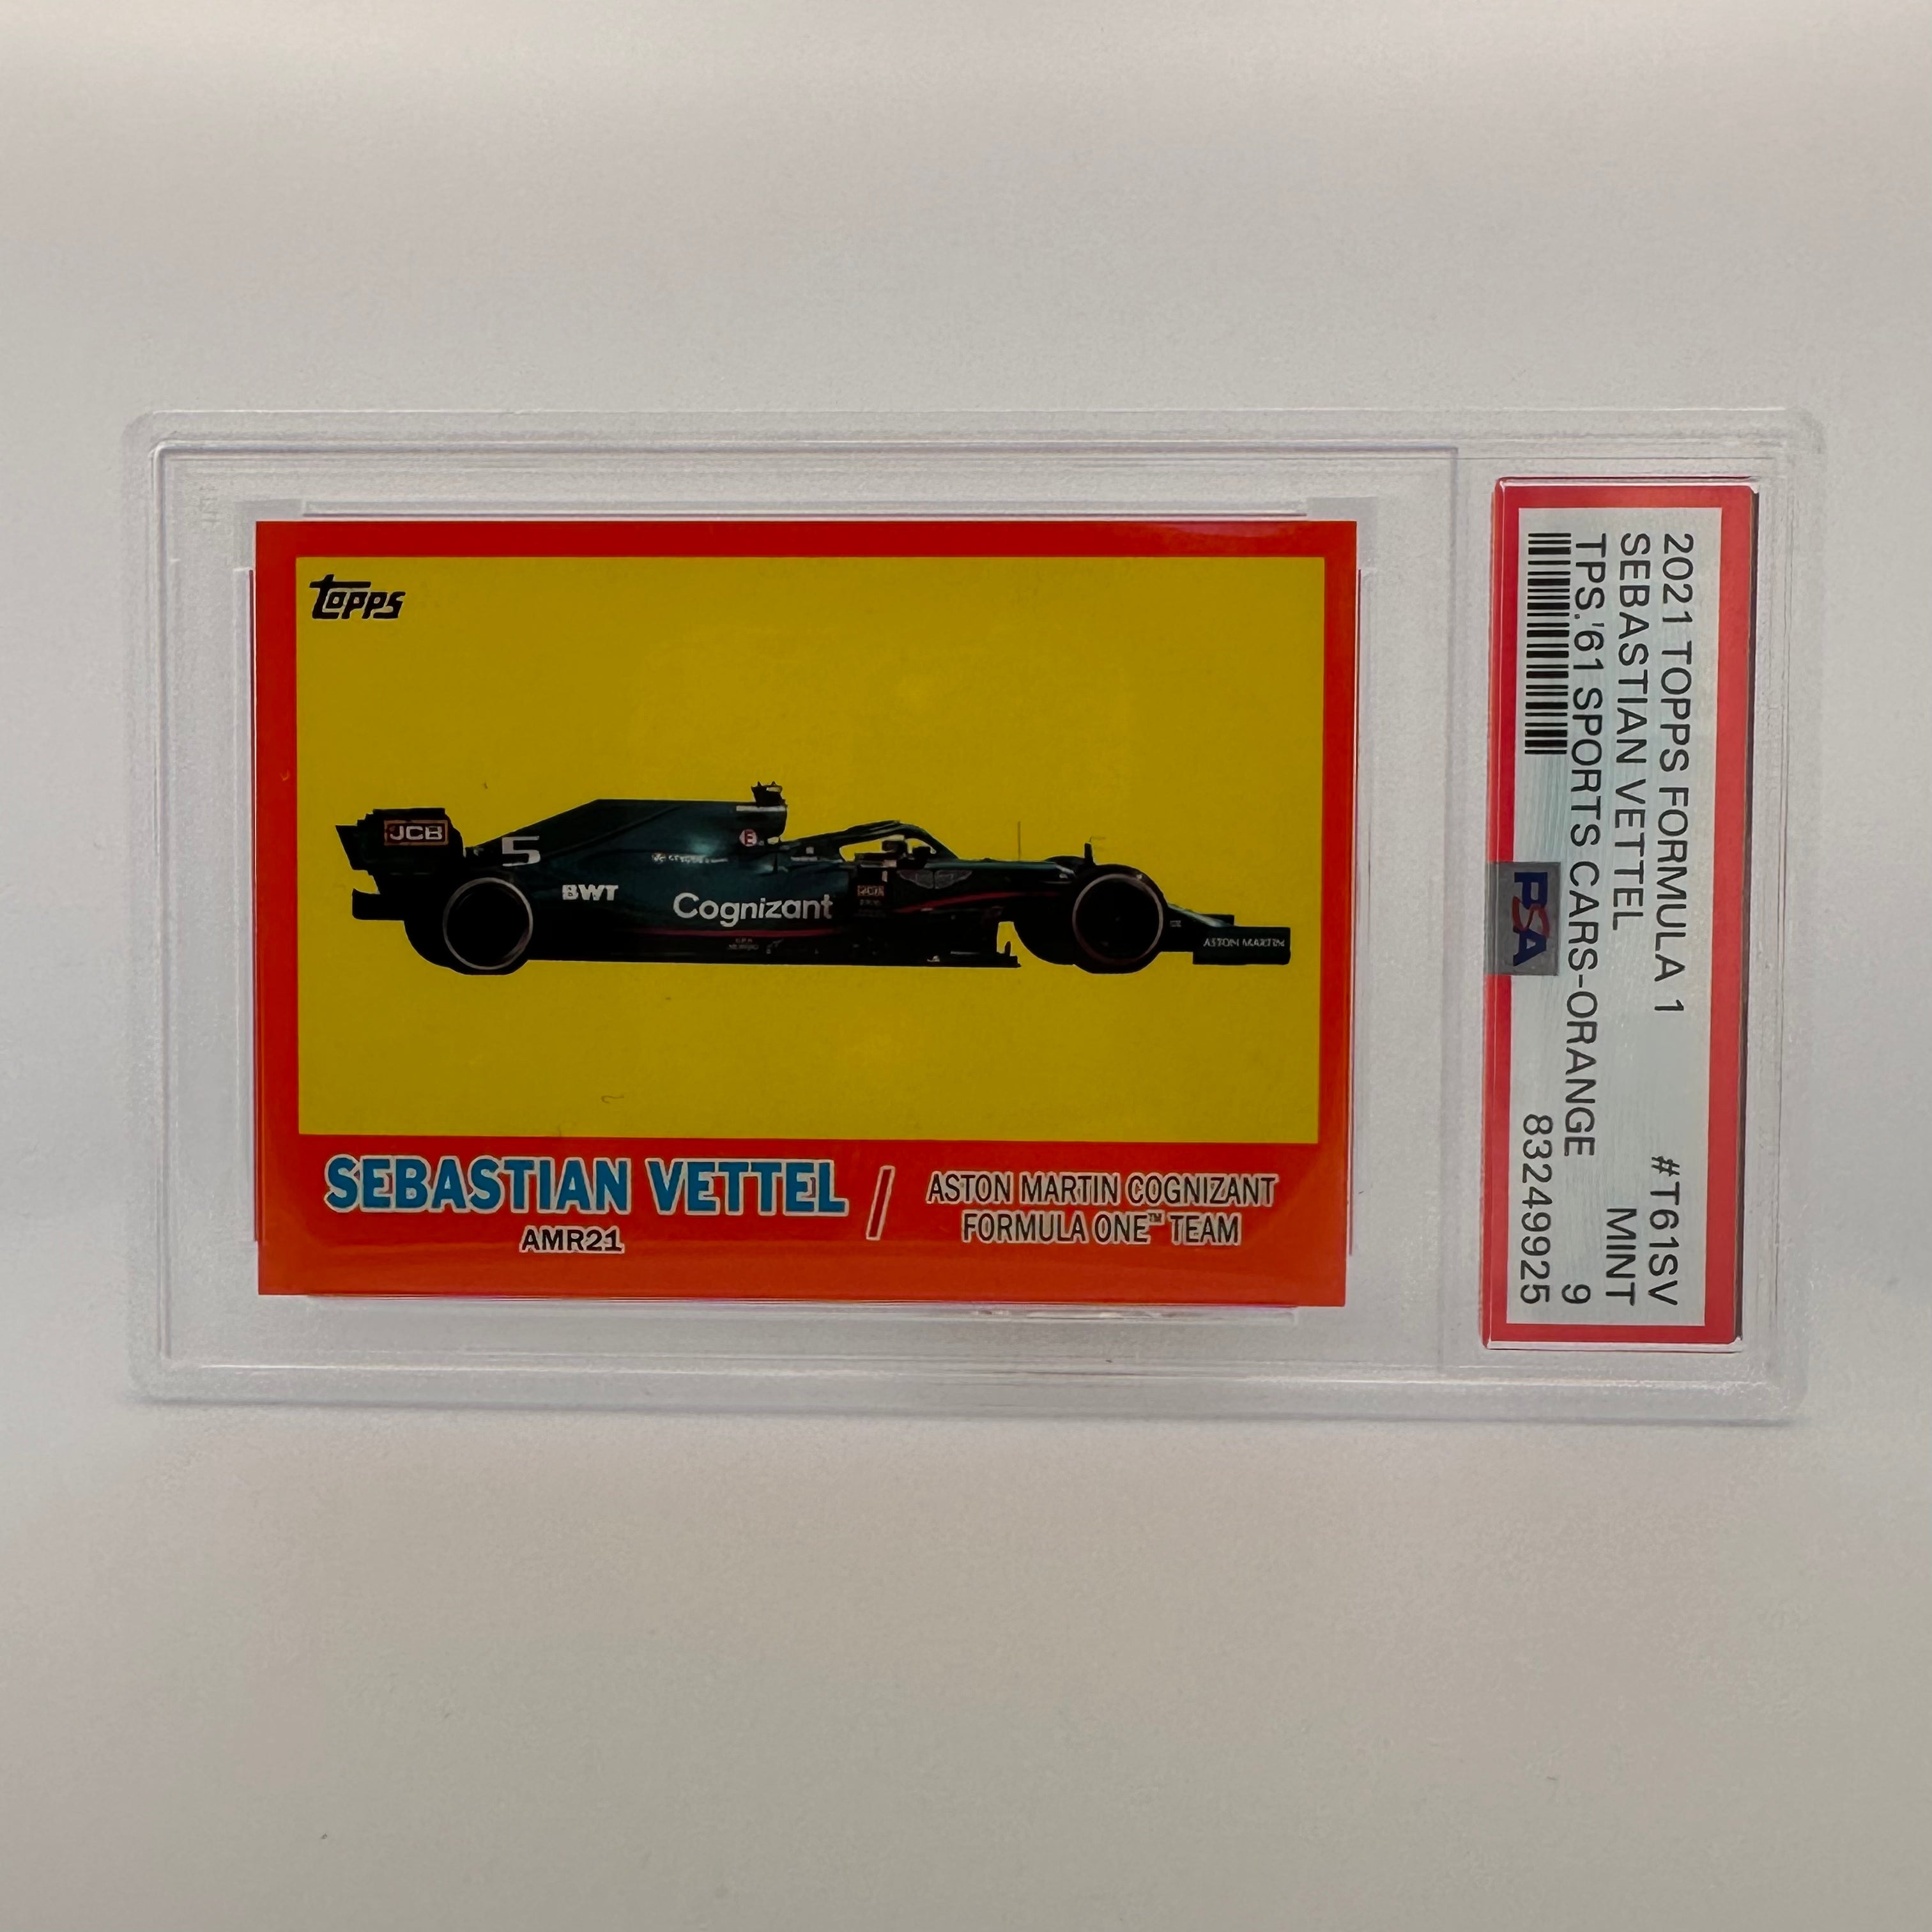 Topps
JCB
5
BWT
Cognizant
ASTON MARTIN
SEBASTIAN VETTEL / ASTON MARTIN COGNIZANT
AMR21 FORMULA ONE™ TEAM
2021 TOPPS FORMULA 1 #T61SV
SEBASTIAN VETTEL MINT
TPS.'61 SPORTS CARS-ORANGE 9
PSA 83249925